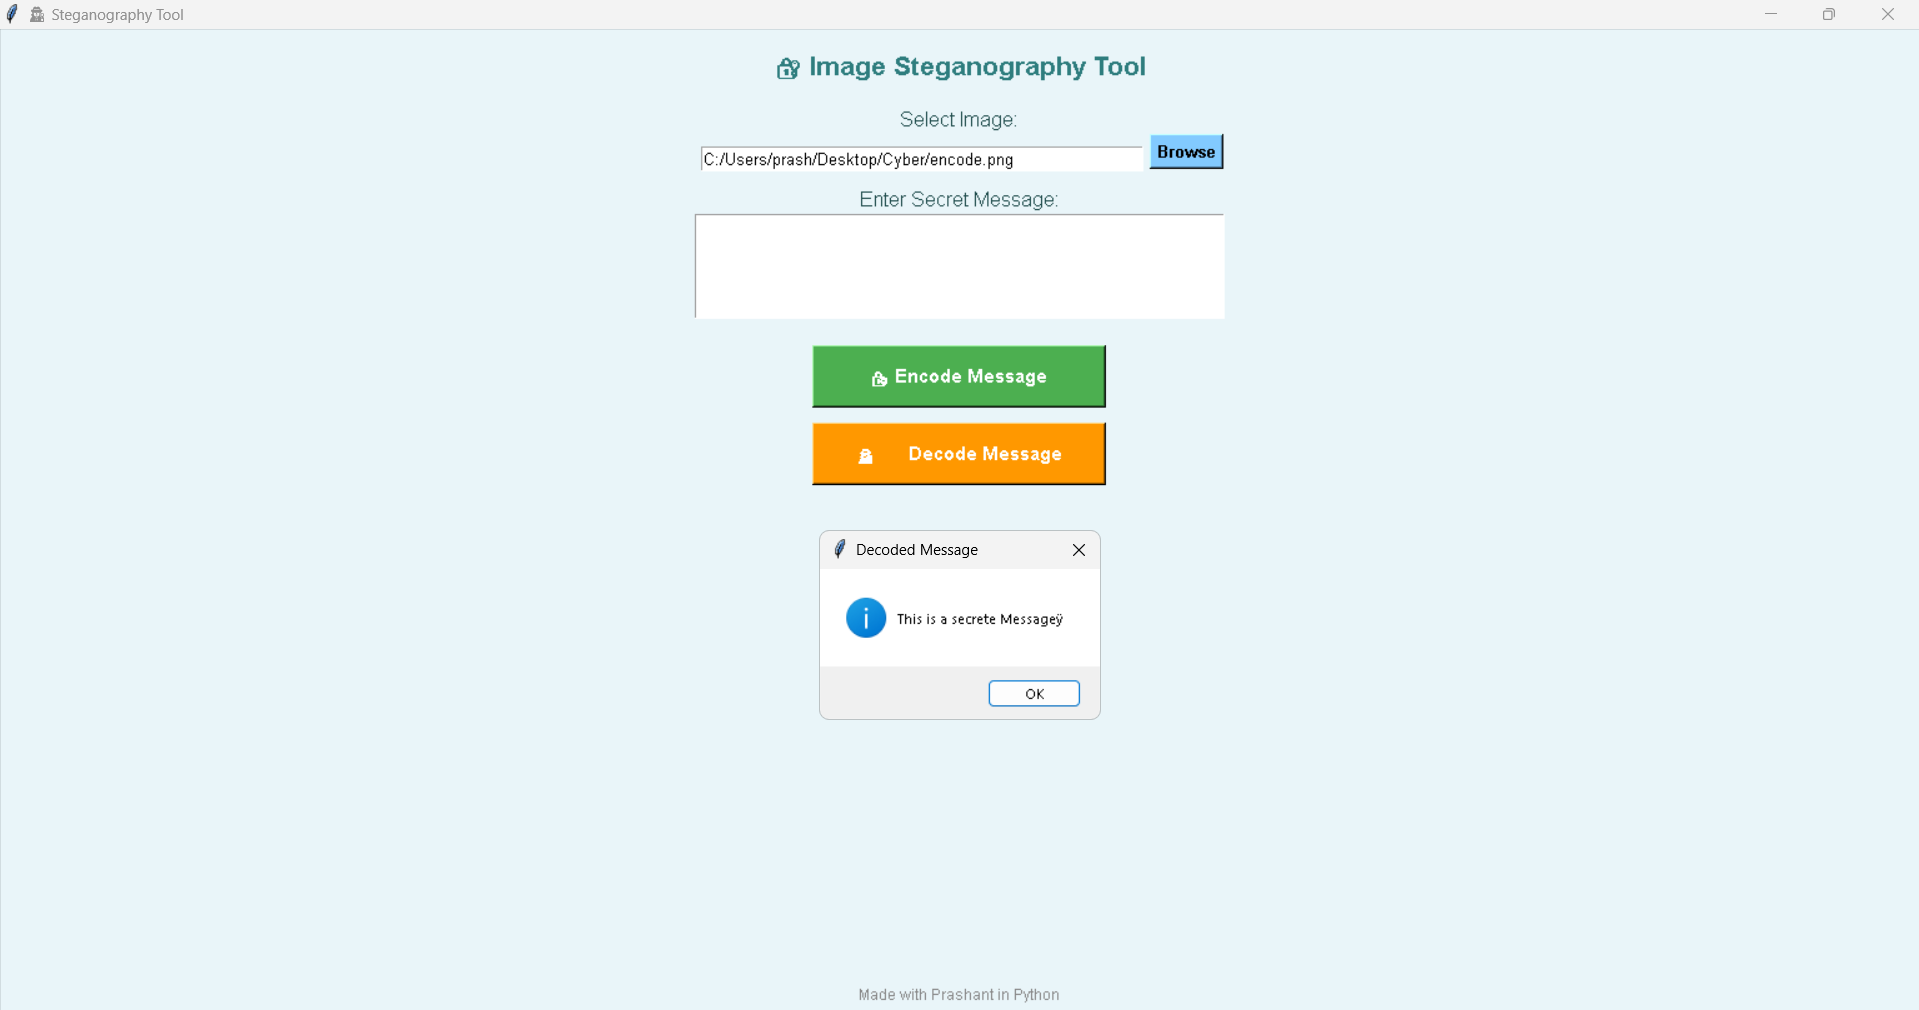 Steganography Tool
Image Steganography Tool
Select Image:
C:/Users/prash/Desktop/Cyber/encode.png
Browse
Enter Secret Message:
Encode Message
Decode Message
Decoded Message
This is a secrete Messageÿ
OK
Made with Prashant in Python